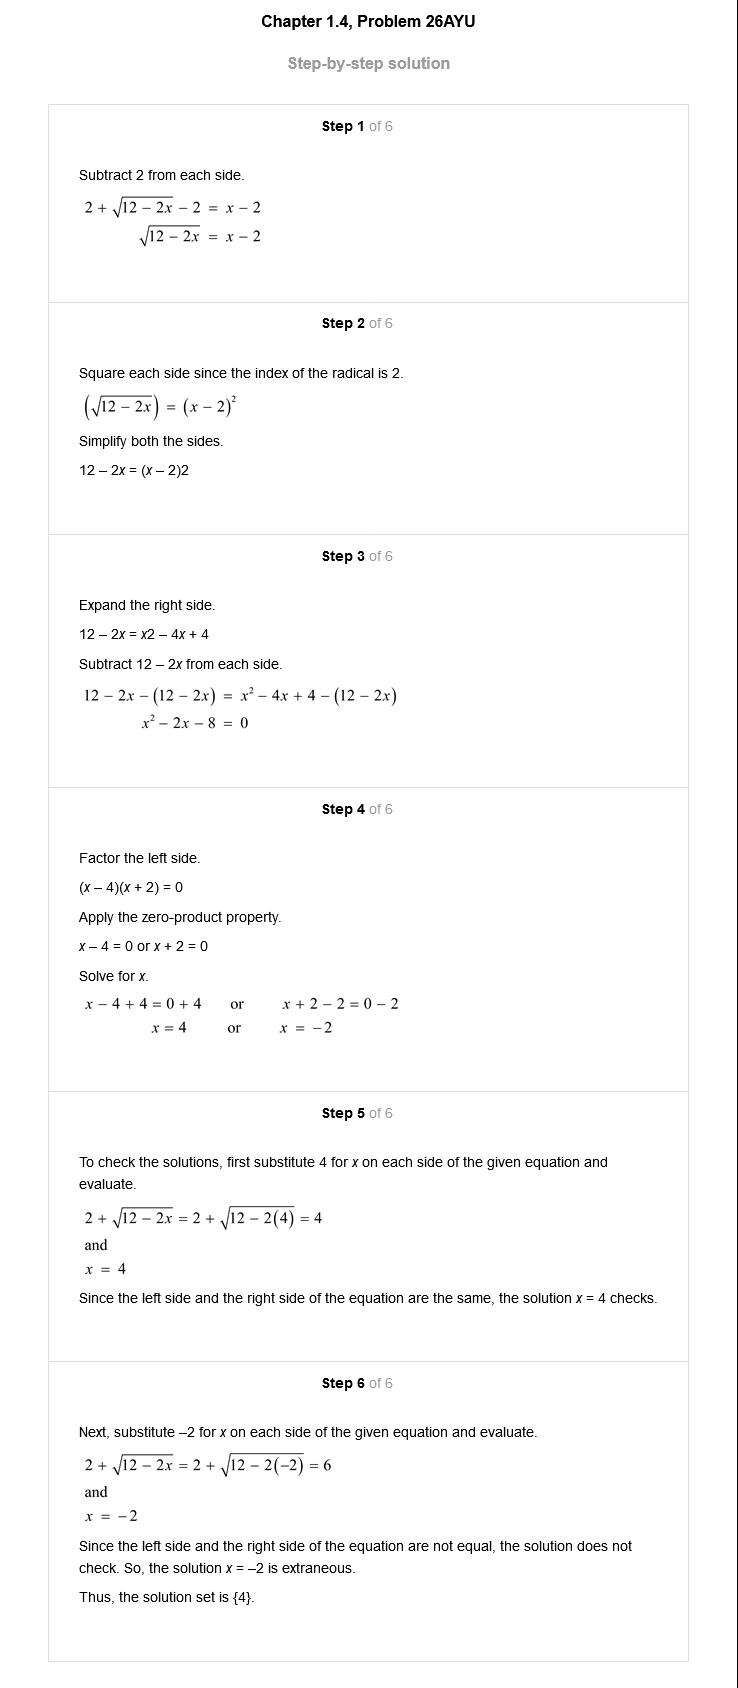 Chapter 1.4, Problem 26AYU
Step-by-step solution
Step 1 of 6
Subtract 2 from each side.
2 + √(12 − 2x) − 2 = x − 2
√(12 − 2x) = x − 2
Step 2 of 6
Square each side since the index of the radical is 2.
(√(12 − 2x)) = (x − 2)²
Simplify both the sides.
12 – 2x = (x – 2)2
Step 3 of 6
Expand the right side.
12 – 2x = x2 – 4x + 4
Subtract 12 – 2x from each side.
12 − 2x − (12 − 2x) = x² − 4x + 4 − (12 − 2x)
x² − 2x − 8 = 0
Step 4 of 6
Factor the left side.
(x – 4)(x + 2) = 0
Apply the zero-product property.
x – 4 = 0 or x + 2 = 0
Solve for x.
x − 4 + 4 = 0 + 4 or x + 2 − 2 = 0 − 2
x = 4 or x = −2
Step 5 of 6
To check the solutions, first substitute 4 for x on each side of the given equation and
evaluate.
2 + √(12 − 2x) = 2 + √(12 − 2(4)) = 4
and
x = 4
Since the left side and the right side of the equation are the same, the solution x = 4 checks.
Step 6 of 6
Next, substitute –2 for x on each side of the given equation and evaluate.
2 + √(12 − 2x) = 2 + √(12 − 2(−2)) = 6
and
x = −2
Since the left side and the right side of the equation are not equal, the solution does not
check. So, the solution x = –2 is extraneous.
Thus, the solution set is {4}.